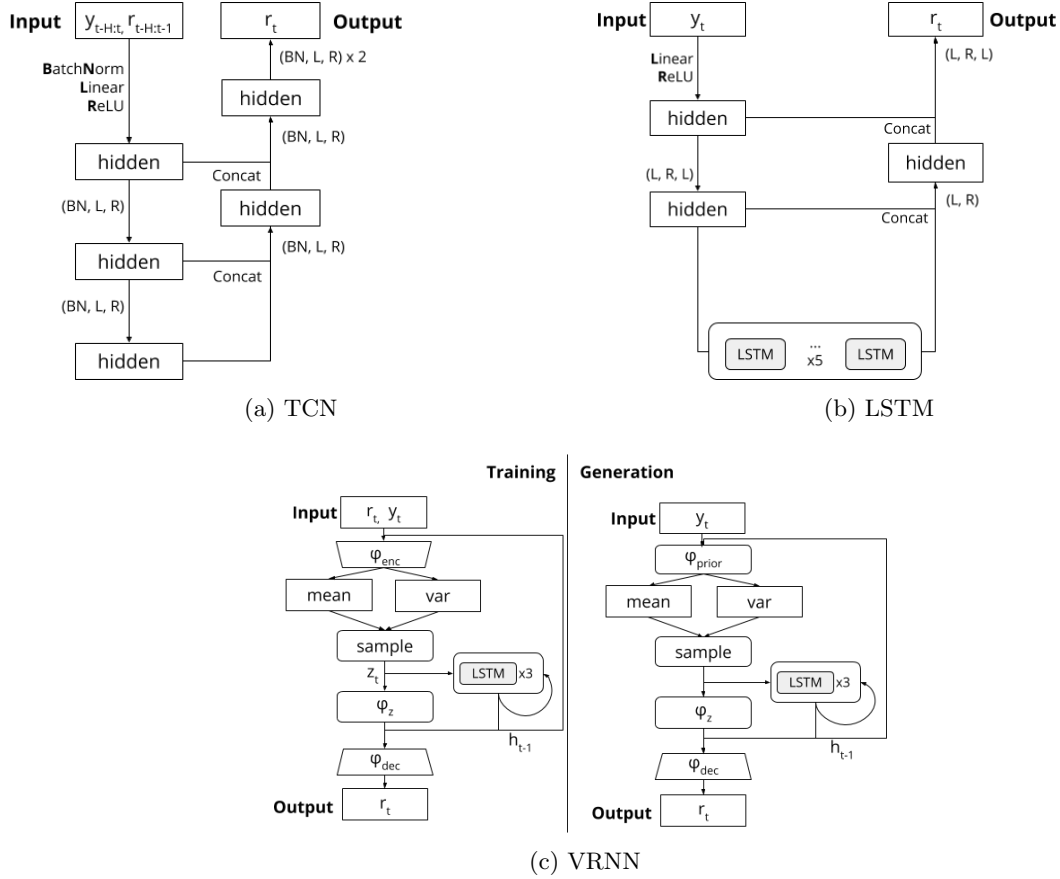 Input
y_{t-H:t,} r_{t-H:t-1}
r_t
Output
BatchNorm
Linear
ReLU
(BN, L, R) x 2
hidden
(BN, L, R)
hidden
Concat
hidden
(BN, L, R)
(BN, L, R)
hidden
Concat
(BN, L, R)
hidden
(a) TCN
Input
y_t
r_t
Output
Linear
ReLU
(L, R, L)
hidden
Concat
hidden
(L, R, L)
(L, R)
hidden
Concat
LSTM
...
x5
LSTM
(b) LSTM
Training
Input
r_t, y_t
φ_enc
mean
var
sample
z_t
LSTM x3
φ_z
h_{t-1}
φ_dec
Output
r_t
Generation
Input
y_t
φ_prior
mean
var
sample
LSTM x3
φ_z
h_{t-1}
φ_dec
Output
r_t
(c) VRNN